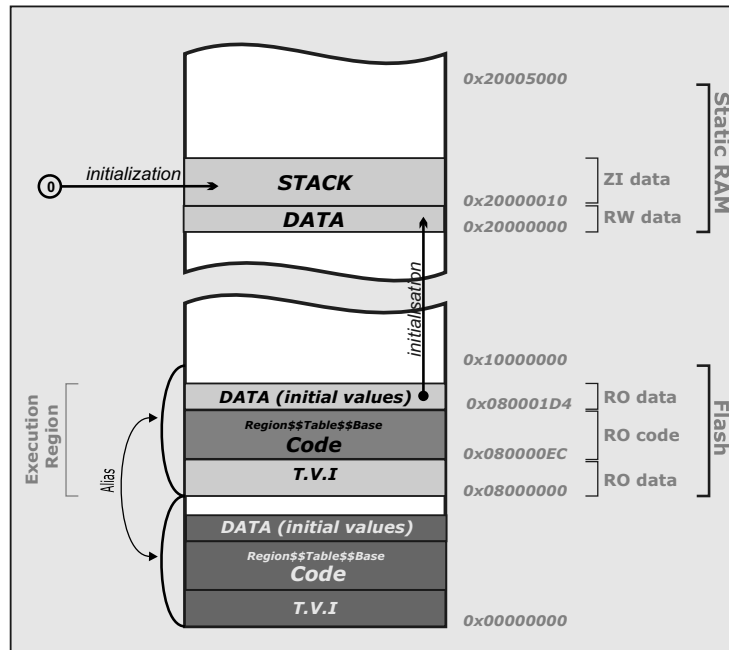 0x20005000
Static RAM
initialization
0
STACK
ZI data
0x20000010
DATA
RW data
0x20000000
initialisation
0x10000000
DATA (initial values)
0x080001D4
RO data
Execution
Region
Region$$Table$$Base
Code
RO code
Flash
0x080000EC
Alias
T.V.I
RO data
0x08000000
DATA (initial values)
Region$$Table$$Base
Code
T.V.I
0x00000000